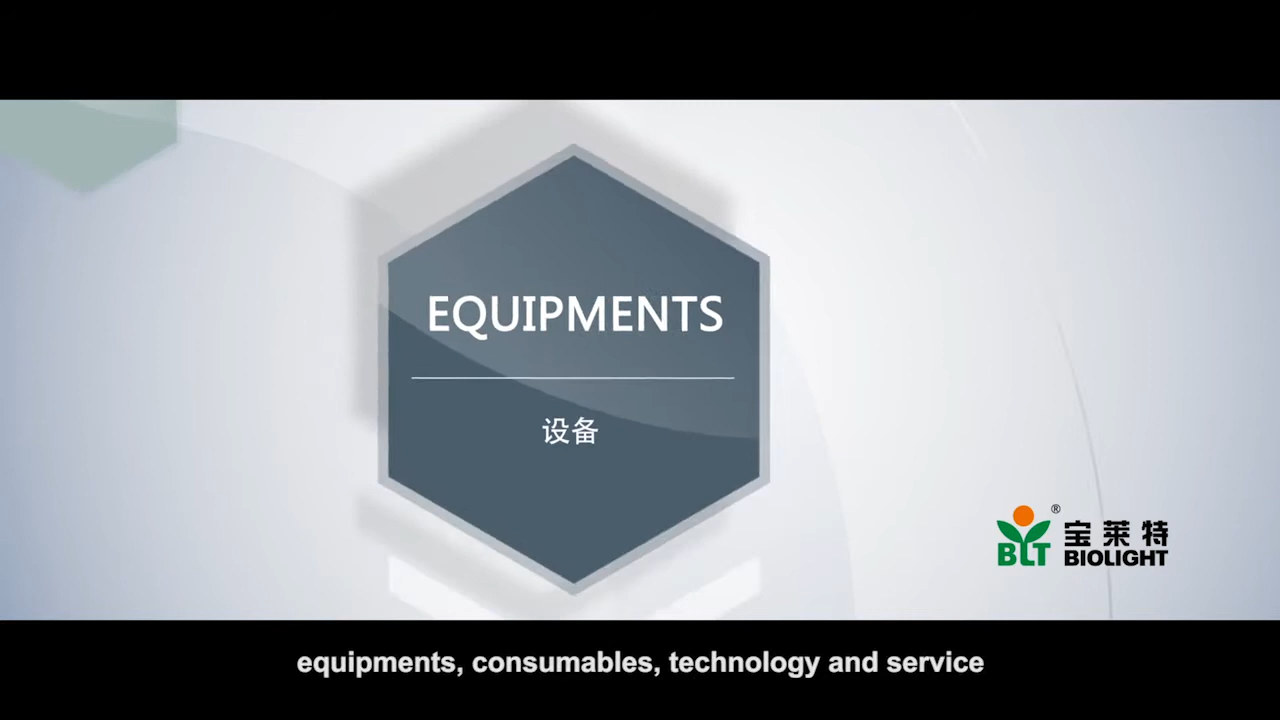 EQUIPMENTS
设备
®
BLT
宝莱特
BIOLIGHT
equipments, consumables, technology and service